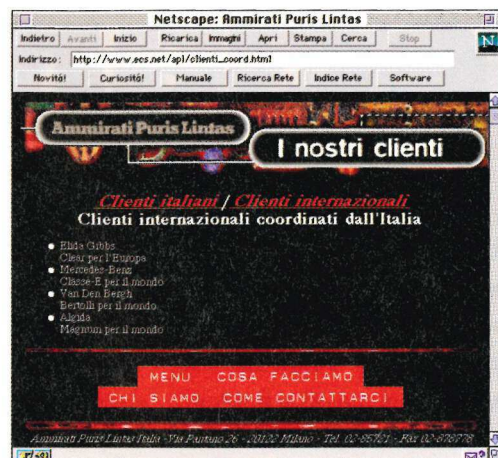 Netscape: Ammirati Puris Lintas
Indietro Avanti Inizio Ricarica Immagini Apri Stampa Cerca Stop
N
Indirizzo: http://www.ecs.net/apl/clienti_coord.html
Novità! Curiosità! Manuale Ricerca Rete Indice Rete Software
Ammirati Puris Lintas
I nostri clienti
Clienti italiani / Clienti internazionali
Clienti internazionali coordinati dall'Italia
Elida Gibbs
Clear per l'Europa
Mercedes-Benz
Classe-E per il mondo
Van Den Bergh
Bertolli per il mondo
Algida
Magnum per il mondo
MENU COSA FACCIAMO
CHI SIAMO COME CONTATTARCI
Ammirati Puris Lintas Italia - Via Pantano 26 - 20122 Milano - Tel. 02-85721 - Fax 02-878778